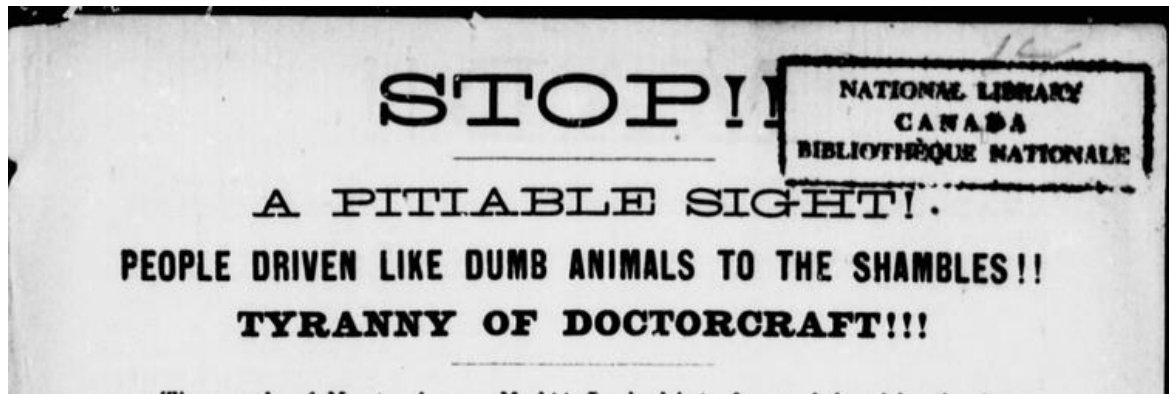 STOP!!
NATIONAL LIBRARY
CANADA
BIBLIOTHÈQUE NATIONALE
A PITIABLE SIGHT!
PEOPLE DRIVEN LIKE DUMB ANIMALS TO THE SHAMBLES!!
TYRANNY OF DOCTORCRAFT!!!